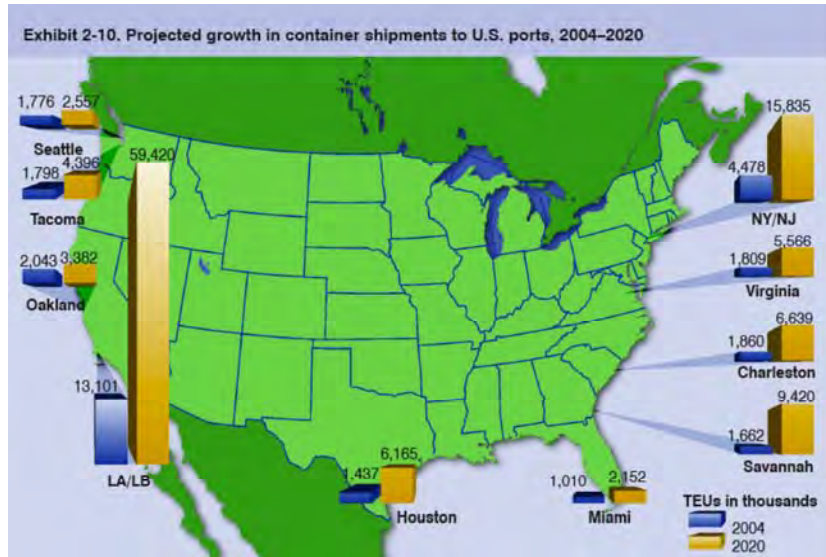 Exhibit 2-10. Projected growth in container shipments to U.S. ports, 2004–2020
1,776 2,557
Seattle
1,798 4,396
Tacoma
59,420
2,043 3,382
Oakland
13,101
LA/LB
1,437 6,165
Houston
1,010 2,152
Miami
15,835
4,478
NY/NJ
5,566
1,809
Virginia
6,639
1,860
Charleston
9,420
1,662
Savannah
TEUs in thousands
2004
2020